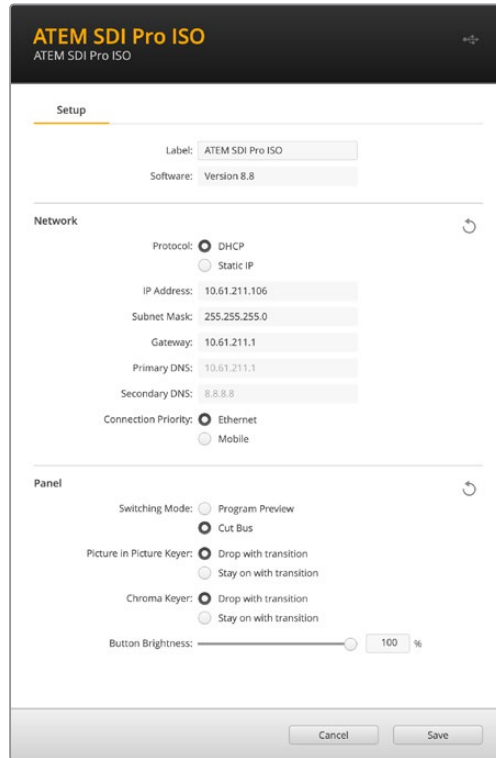 ATEM SDI Pro ISO
ATEM SDI Pro ISO
Setup
Label: ATEM SDI Pro ISO
Software: Version 8.8
Network
Protocol: DHCP
Static IP
IP Address: 10.61.211.106
Subnet Mask: 255.255.255.0
Gateway: 10.61.211.1
Primary DNS: 10.61.211.1
Secondary DNS: 8.8.8.8
Connection Priority: Ethernet
Mobile
Panel
Switching Mode: Program Preview
Cut Bus
Picture in Picture Keyer: Drop with transition
Stay on with transition
Chroma Keyer: Drop with transition
Stay on with transition
Button Brightness: 100 %
Cancel Save